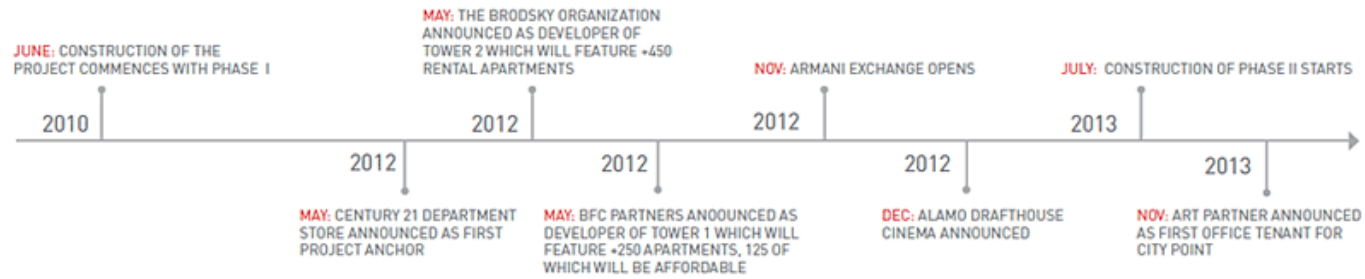 JUNE: CONSTRUCTION OF THE
PROJECT COMMENCES WITH PHASE I
2010
2012
MAY: CENTURY 21 DEPARTMENT
STORE ANNOUNCED AS FIRST
PROJECT ANCHOR
MAY: THE BRODSKY ORGANIZATION
ANNOUNCED AS DEVELOPER OF
TOWER 2 WHICH WILL FEATURE +450
RENTAL APARTMENTS
2012
2012
MAY: BFC PARTNERS ANOOUNCED AS
DEVELOPER OF TOWER 1 WHICH WILL
FEATURE +250 APARTMENTS, 125 OF
WHICH WILL BE AFFORDABLE
NOV: ARMANI EXCHANGE OPENS
2012
2012
DEC: ALAMO DRAFTHOUSE
CINEMA ANNOUNCED
JULY: CONSTRUCTION OF PHASE II STARTS
2013
2013
NOV: ART PARTNER ANNOUNCED
AS FIRST OFFICE TENANT FOR
CITY POINT